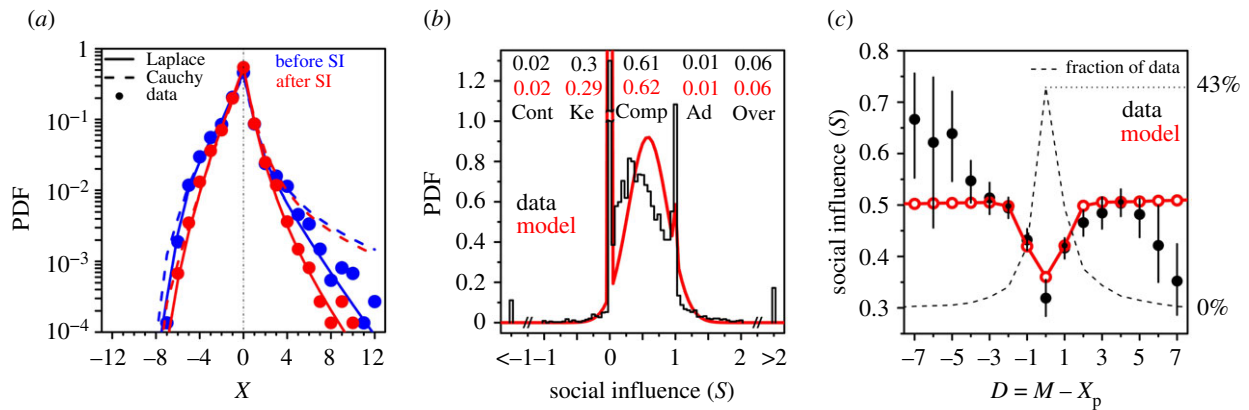 (a)
1
10⁻¹
10⁻²
10⁻³
10⁻⁴
PDF
Laplace
Cauchy
data
before SI
after SI
−12 −8 −4 0 4 8 12
X
(b)
0.02 0.3 0.61 0.01 0.06
0.02 0.29 0.62 0.01 0.06
Cont Ke Comp Ad Over
1.2
1.0
0.8
0.6
0.4
0.2
0
PDF
data
model
<−1 −1 0 1 2 >2
social influence (S)
(c)
0.8
0.7
0.6
0.5
0.4
0.3
social influence (S)
fraction of data
data
model
43%
0%
−7 −5 −3 −1 1 3 5 7
D = M − Xₚ